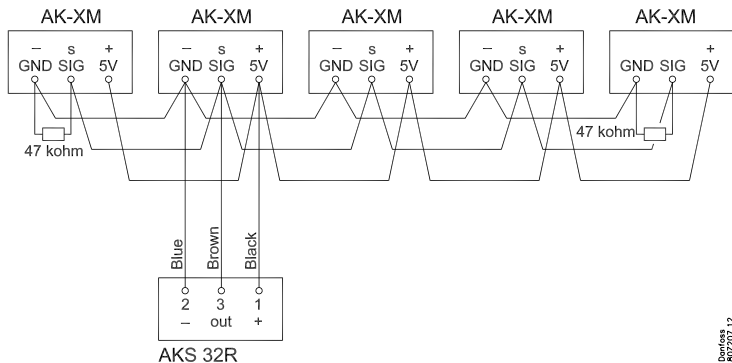 AK-XM AK-XM AK-XM AK-XM AK-XM
– s + – s + – s + – s + +
GND SIG 5V GND SIG 5V GND SIG 5V GND SIG 5V GND SIG 5V
47 kohm 47 kohm
Blue
Brown
Black
2 3 1
– out +
AKS 32R
Danfoss
80Z207.12